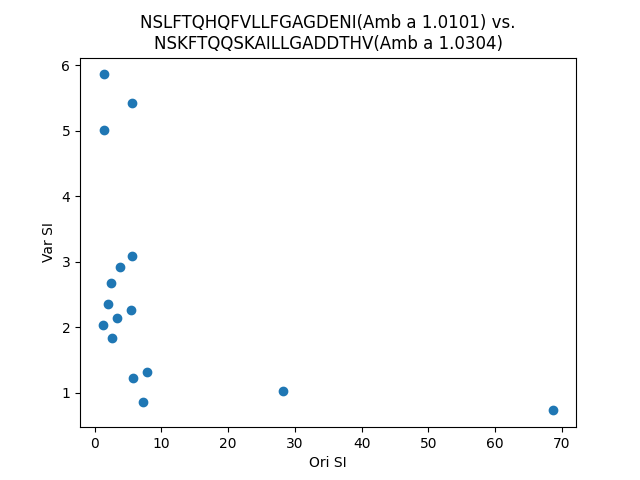 NSLFTQHQFVLLFGAGDENI(Amb a 1.0101) vs.
NSKFTQQSKAILLGADDTHV(Amb a 1.0304)
6
5
4
3
2
1
Var SI
0 10 20 30 40 50 60 70
Ori SI